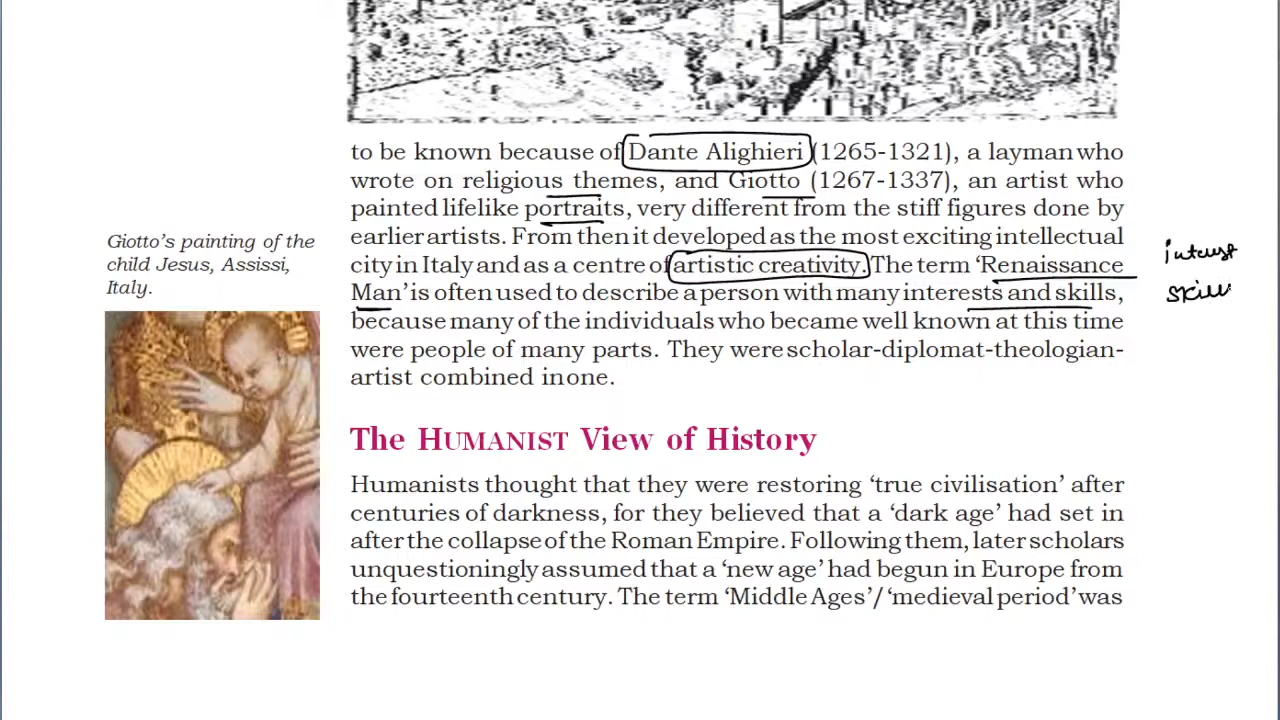 to be known because of Dante Alighieri (1265-1321), a layman who
wrote on religious themes, and Giotto (1267-1337), an artist who
painted lifelike portraits, very different from the stiff figures done by
earlier artists. From then it developed as the most exciting intellectual
city in Italy and as a centre of artistic creativity. The term ‘Renaissance
Man’ is often used to describe a person with many interests and skills,
because many of the individuals who became well known at this time
were people of many parts. They were scholar-diplomat-theologian-
artist combined in one.
interest
skill
Giotto’s painting of the
child Jesus, Assissi,
Italy.
The HUMANIST View of History
Humanists thought that they were restoring ‘true civilisation’ after
centuries of darkness, for they believed that a ‘dark age’ had set in
after the collapse of the Roman Empire. Following them, later scholars
unquestioningly assumed that a ‘new age’ had begun in Europe from
the fourteenth century. The term ‘Middle Ages’/ ‘medieval period’ was